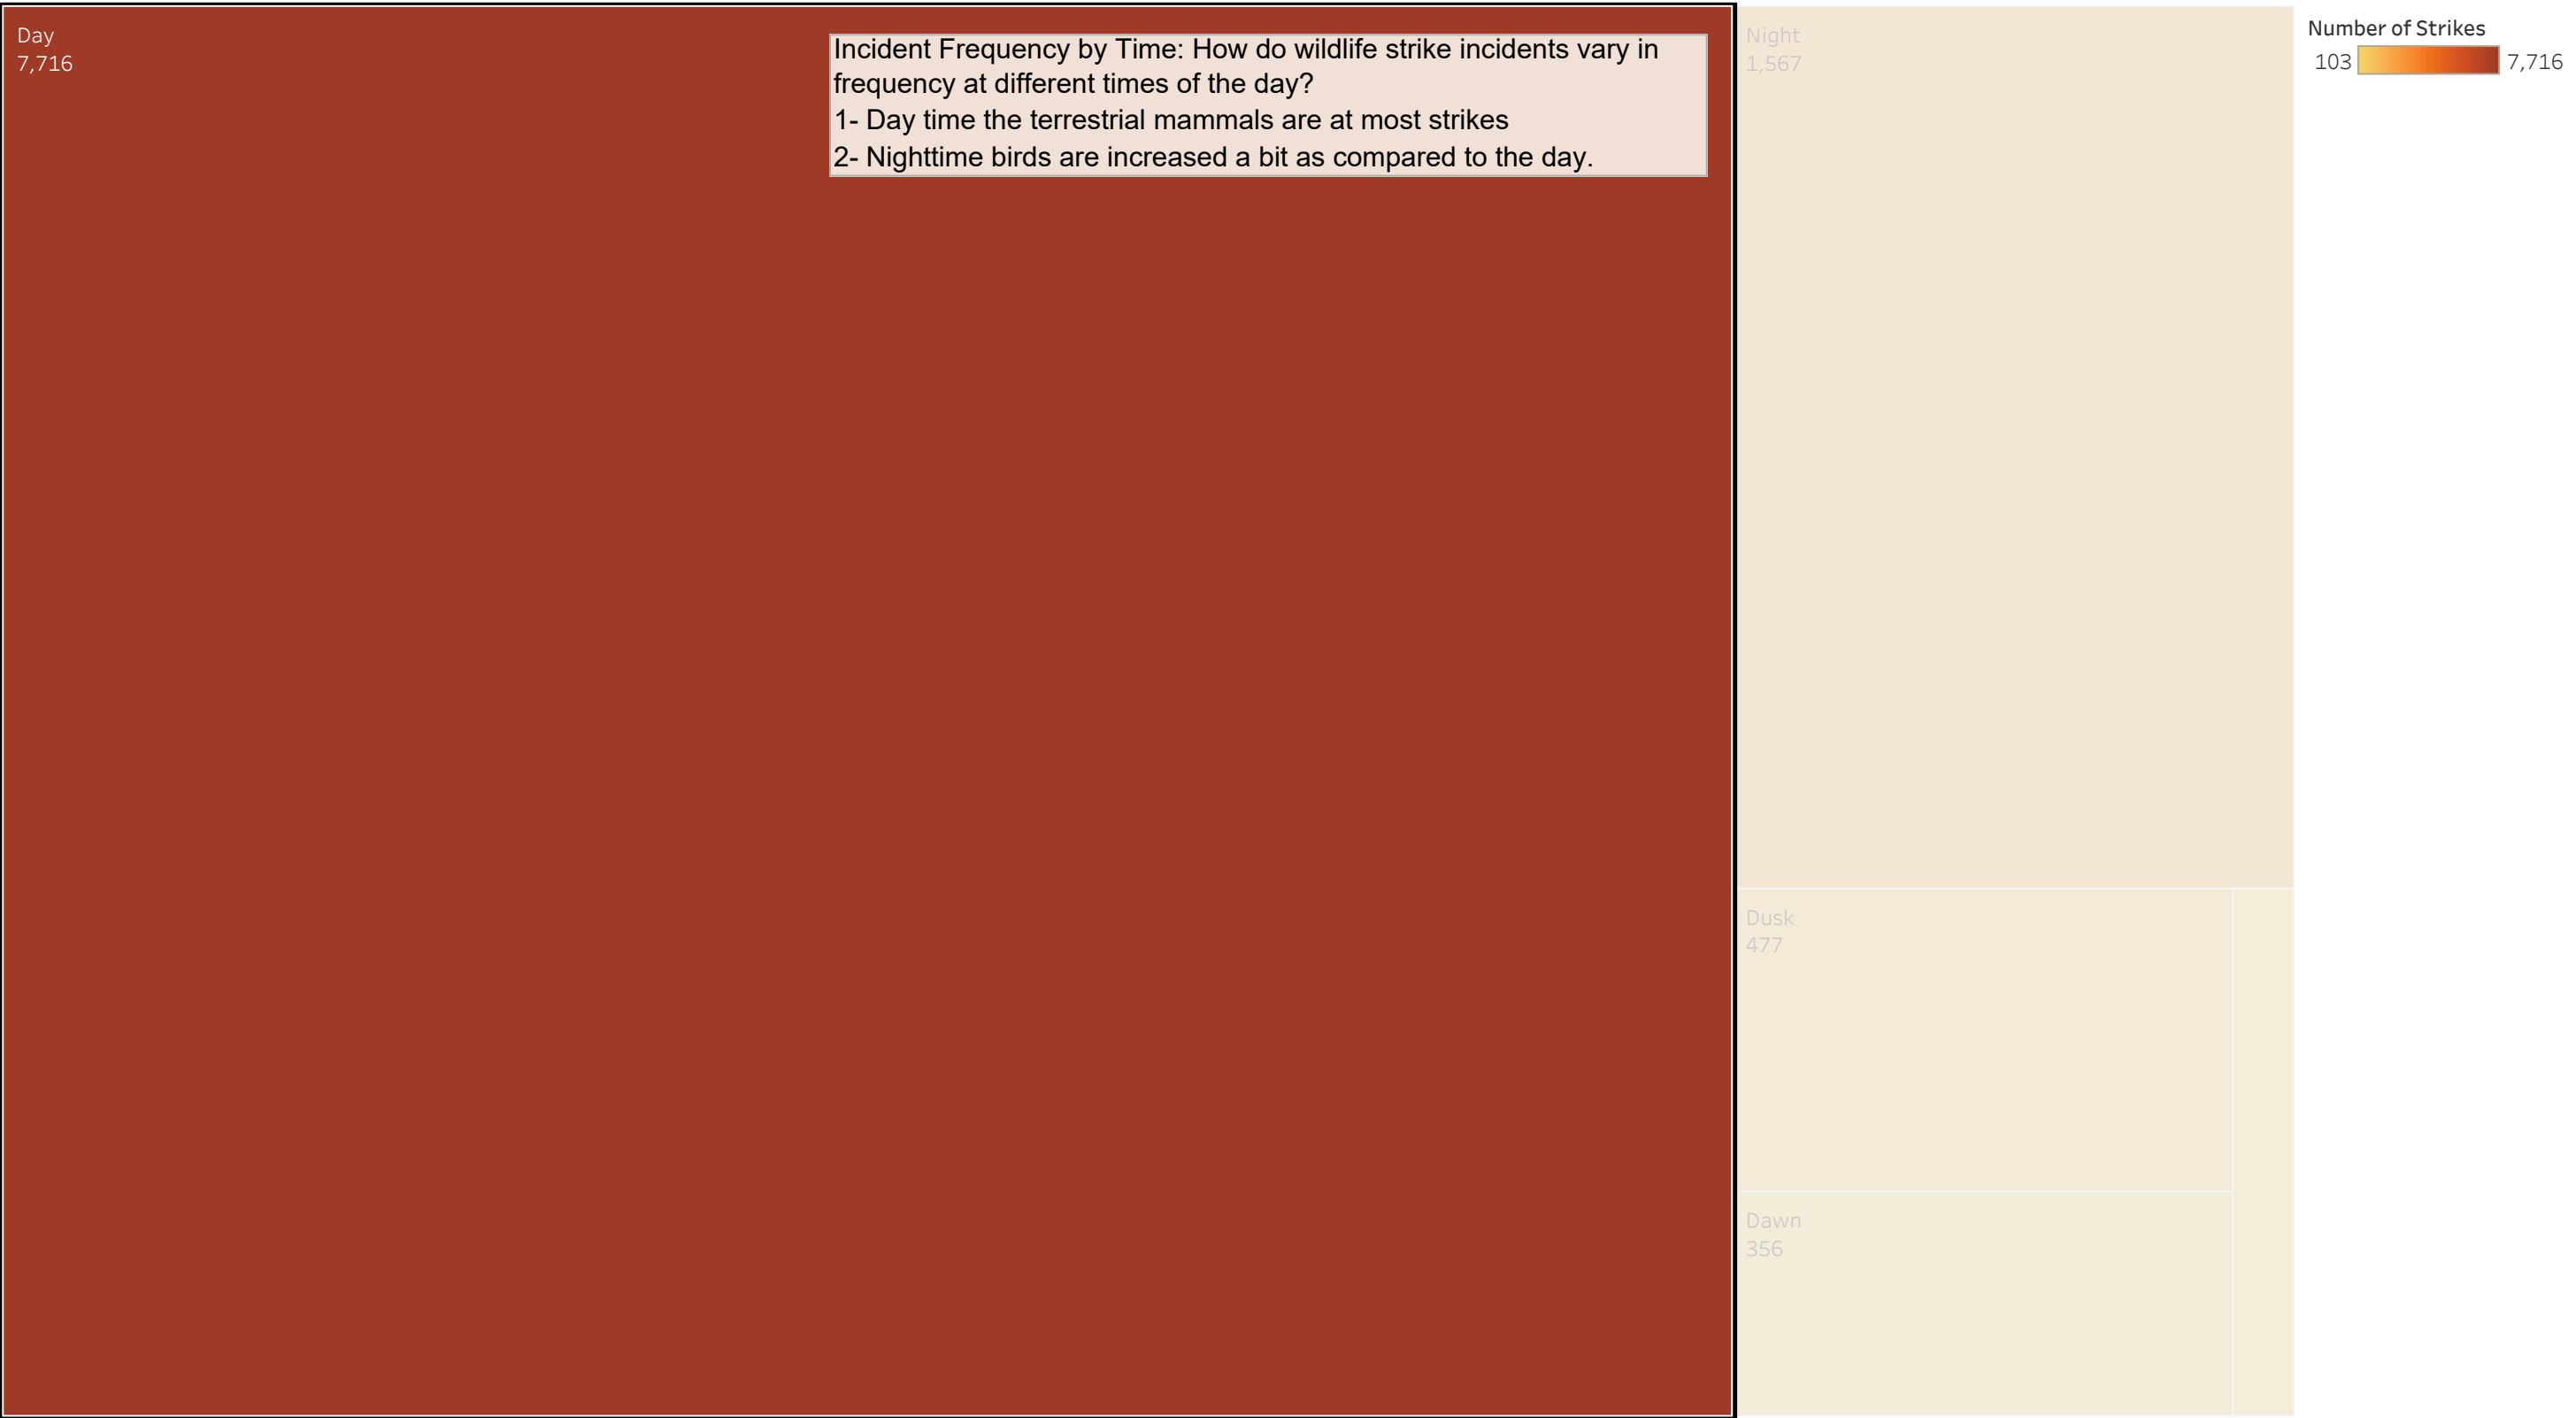 Day
7,716
Incident Frequency by Time: How do wildlife strike incidents vary in
frequency at different times of the day?
1- Day time the terrestrial mammals are at most strikes
2- Nighttime birds are increased a bit as compared to the day.
Night
1,567
Dusk
477
Dawn
356
Number of Strikes
103 7,716